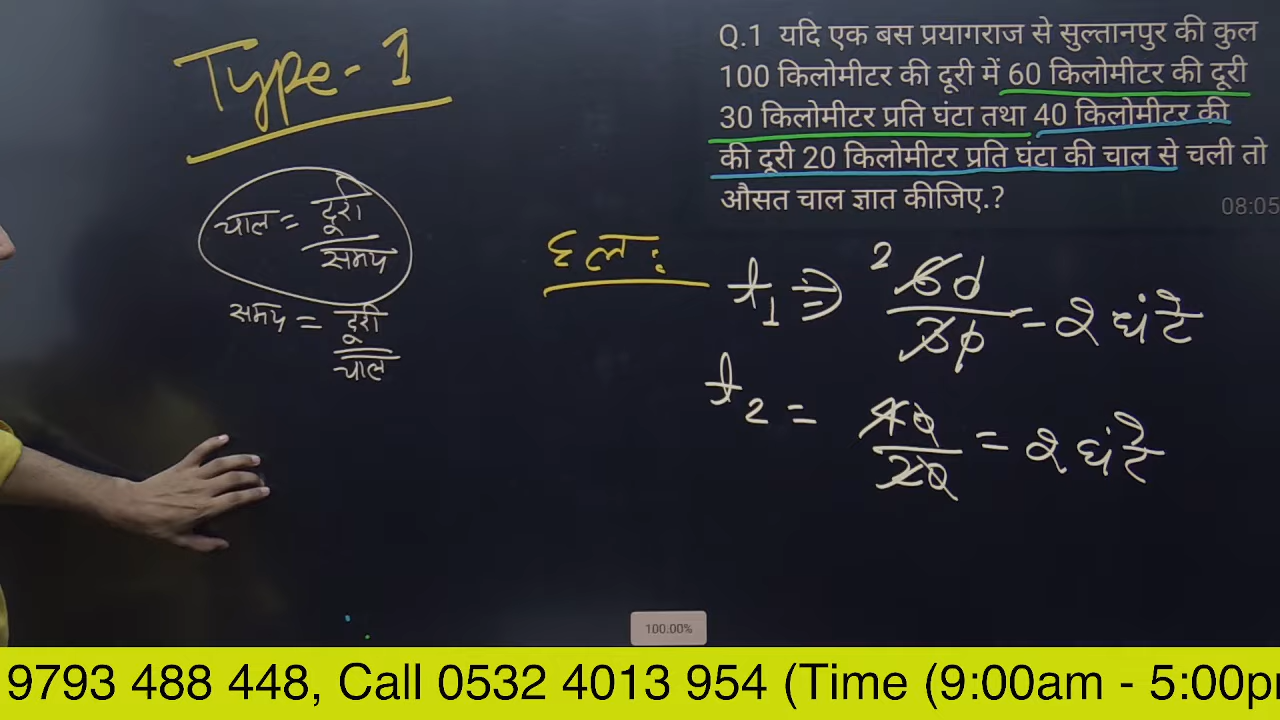 Type-1
Q.1 यदि एक बस प्रयागराज से सुल्तानपुर की कुल
100 किलोमीटर की दूरी में 60 किलोमीटर की दूरी
30 किलोमीटर प्रति घंटा तथा 40 किलोमीटर की
की दूरी 20 किलोमीटर प्रति घंटा की चाल से चली तो
औसत चाल ज्ञात कीजिए.?
08:05
चाल = दूरी / समय
समय = दूरी / चाल
हल :
t₁ ⇒ 2 60 / 30 = २ घंटे
t₂ = 40 / 20 = २ घंटे
100.00%
9793 488 448, Call 0532 4013 954 (Time (9:00am - 5:00p